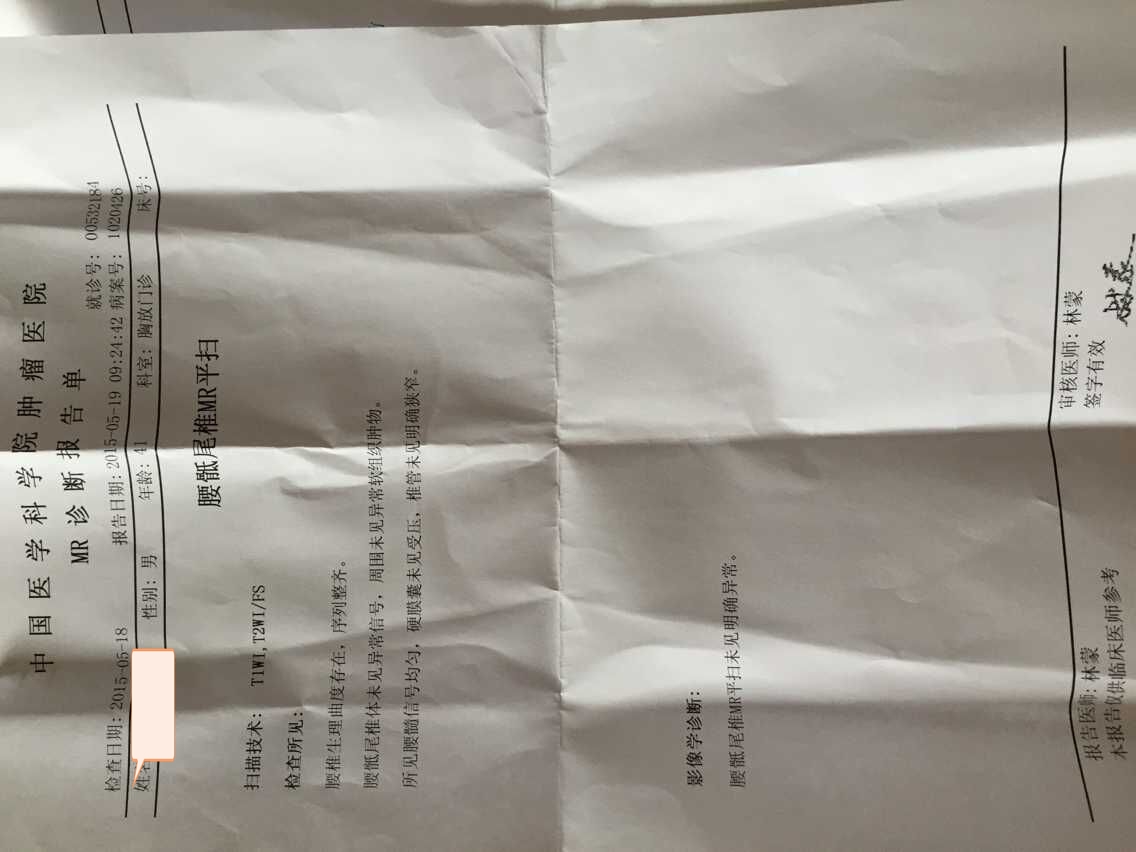 中国医学科学院肿瘤医院
MR诊断报告单
就诊号: 00532184
检查日期: 2015-05-18 报告日期: 2015-05-19 09:24:42 病案号: 1020426
姓名 性别: 男 年龄: 41 科室: 胸放门诊 床号:
腰骶尾椎MR平扫
扫描技术: T1WI,T2WI/FS
检查所见:
腰椎生理曲度存在，序列整齐。
腰骶尾椎体未见异常信号，周围未见异常软组织肿物。
所见腰髓信号均匀，硬膜囊未见受压，椎管未见明确狭窄。
影像学诊断:
腰骶尾椎MR平扫未见明确异常。
报告医师: 林蒙 审核医师: 林蒙
本报告仅供临床医师参考 签字有效